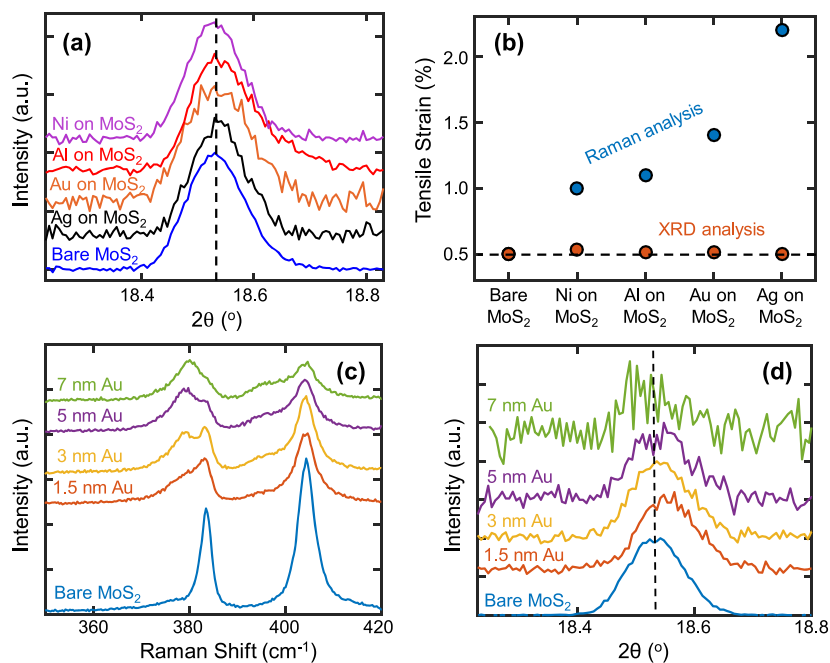 (a)
Intensity (a.u.)
Ni on MoS₂
Al on MoS₂
Au on MoS₂
Ag on MoS₂
Bare MoS₂
18.4 18.6 18.8
2θ (°)
(b)
Tensile Strain (%)
2.0
1.5
1.0
0.5
Raman analysis
XRD analysis
Bare Ni on Al on Au on Ag on
MoS₂ MoS₂ MoS₂ MoS₂ MoS₂
(c)
Intensity (a.u.)
7 nm Au
5 nm Au
3 nm Au
1.5 nm Au
Bare MoS₂
360 380 400 420
Raman Shift (cm⁻¹)
(d)
Intensity (a.u.)
7 nm Au
5 nm Au
3 nm Au
1.5 nm Au
Bare MoS₂
18.4 18.6 18.8
2θ (°)